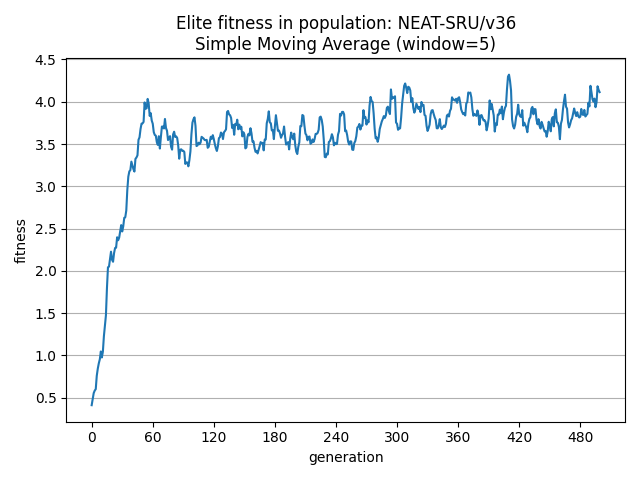 Elite fitness in population: NEAT-SRU/v36
Simple Moving Average (window=5)
4.5
4.0
3.5
3.0
2.5
2.0
1.5
1.0
0.5
fitness
0 60 120 180 240 300 360 420 480
generation